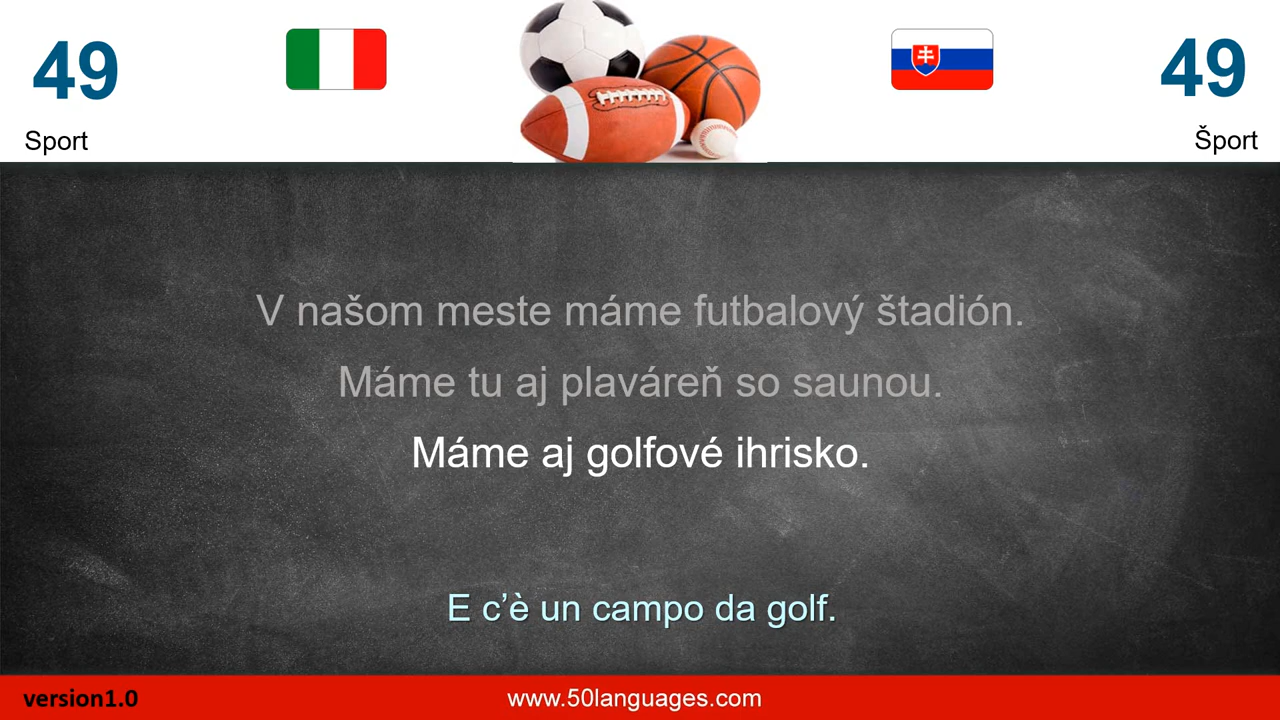 49
49
Sport
Šport
V našom meste máme futbalový štadión.
Máme tu aj plaváreň so saunou.
Máme aj golfové ihrisko.
E c’è un campo da golf.
version1.0
www.50languages.com